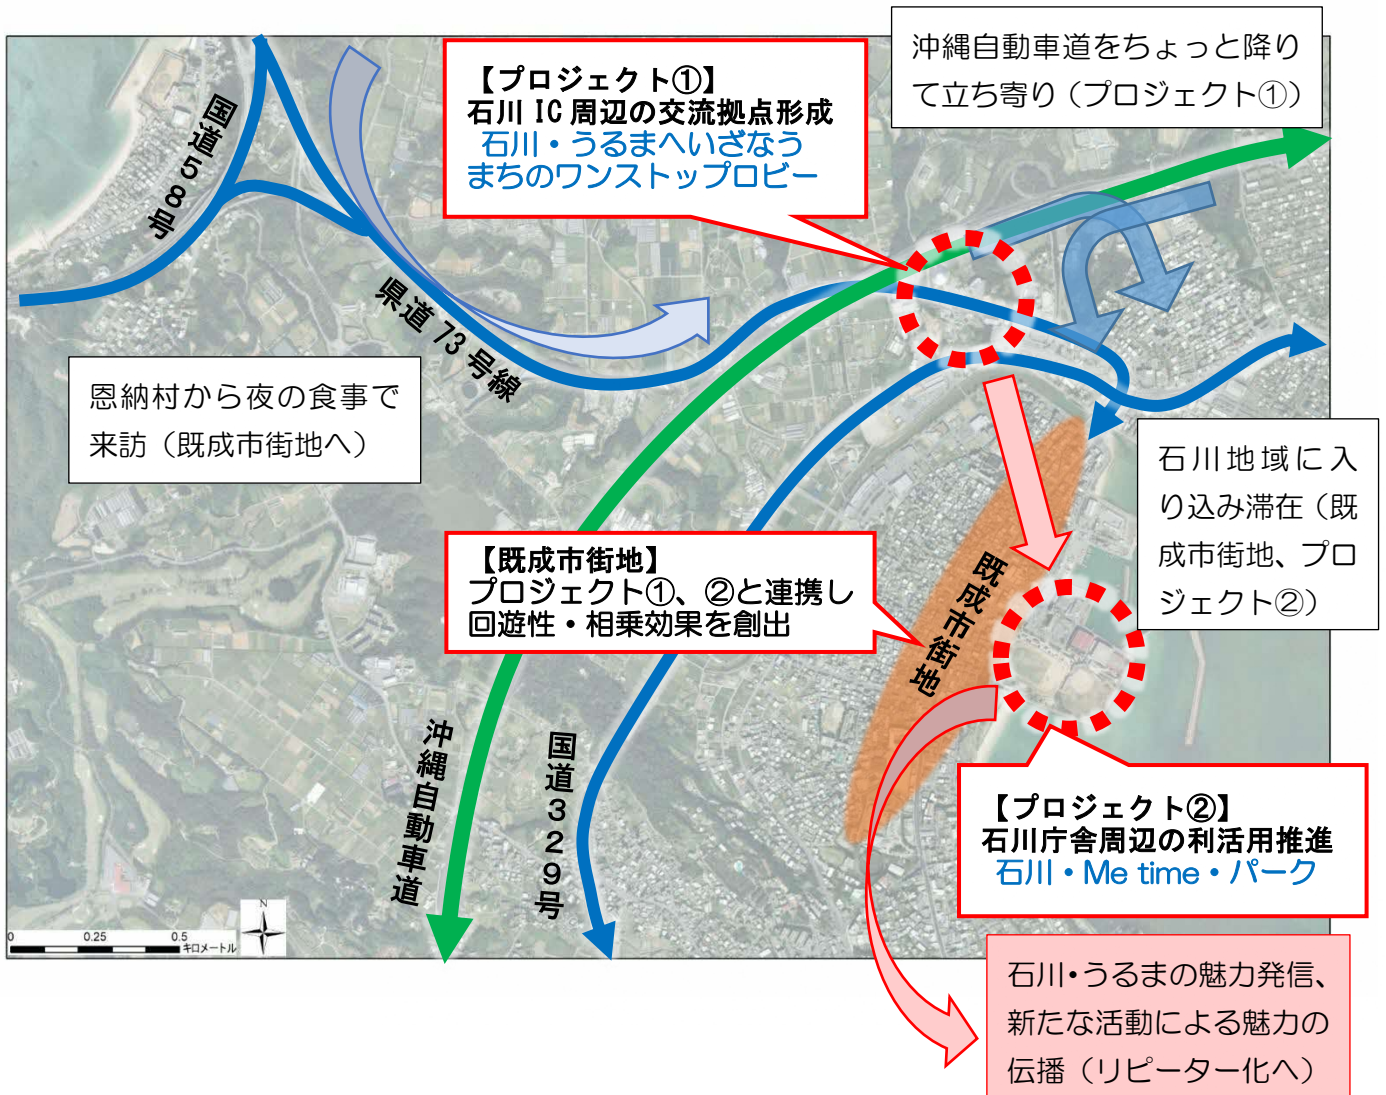 沖縄自動車道をちょっと降り
て立ち寄り（プロジェクト①）
【プロジェクト①】
石川 IC 周辺の交流拠点形成
石川・うるまへいざなう
まちのワンストップロビー
国道58号
県道 73 号線
恩納村から夜の食事で
来訪（既成市街地へ）
石川地域に入
り込み滞在（既
成市街地、プロ
ジェクト②）
【既成市街地】
プロジェクト①、②と連携し
回遊性・相乗効果を創出
既成市街地
沖縄自動車道
国道329号
【プロジェクト②】
石川庁舎周辺の利活用推進
石川・Me time・パーク
石川・うるまの魅力発信、
新たな活動による魅力の
伝播（リピーター化へ）
N
0 0.25 0.5
キロメートル